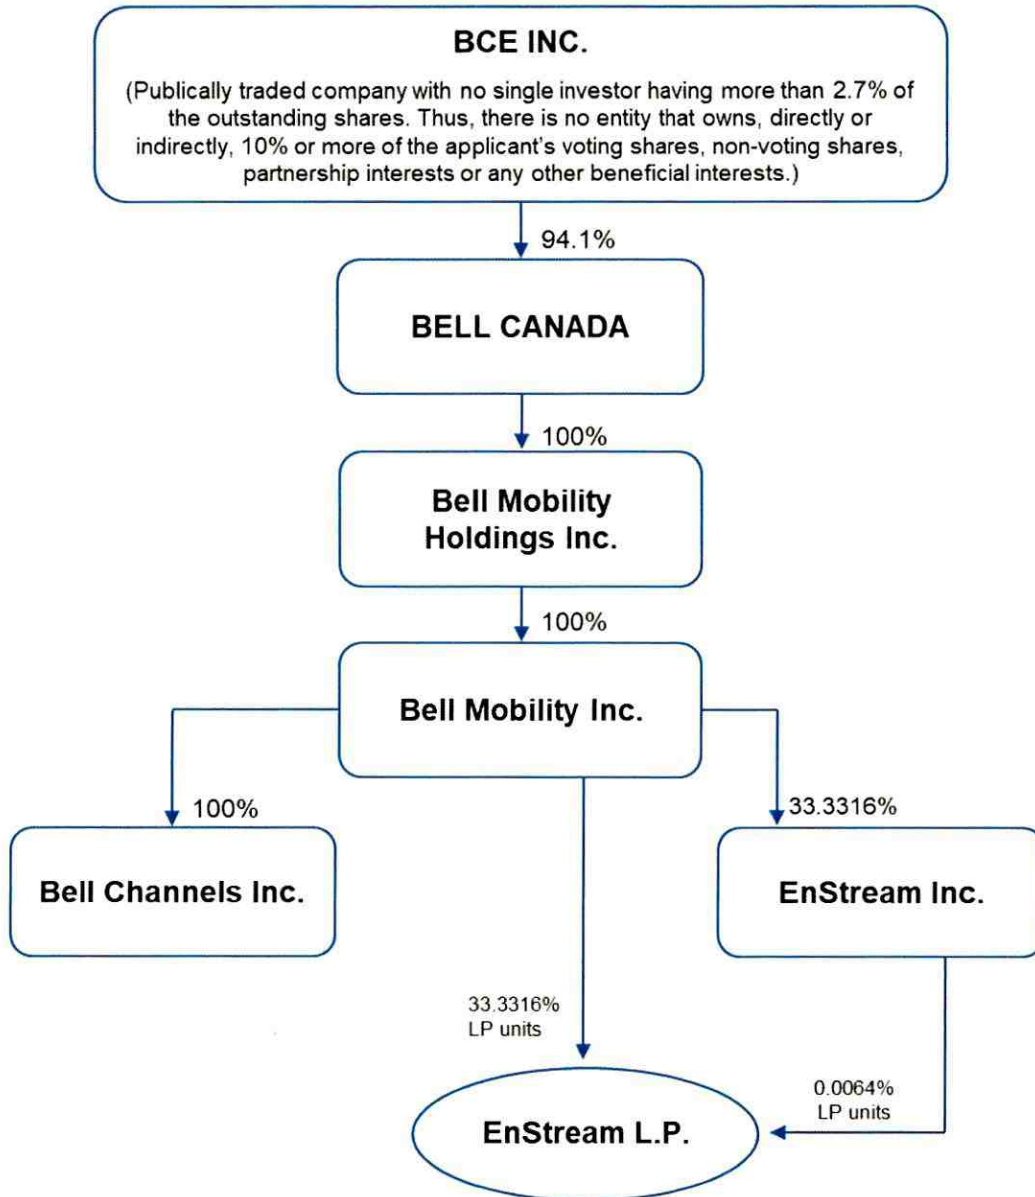 BCE INC.
(Publically traded company with no single investor having more than 2.7% of
the outstanding shares. Thus, there is no entity that owns, directly or
indirectly, 10% or more of the applicant's voting shares, non-voting shares,
partnership interests or any other beneficial interests.)
94.1%
BELL CANADA
100%
Bell Mobility
Holdings Inc.
100%
Bell Mobility Inc.
100%
33.3316%
Bell Channels Inc.
EnStream Inc.
33.3316%
LP units
0.0064%
LP units
EnStream L.P.